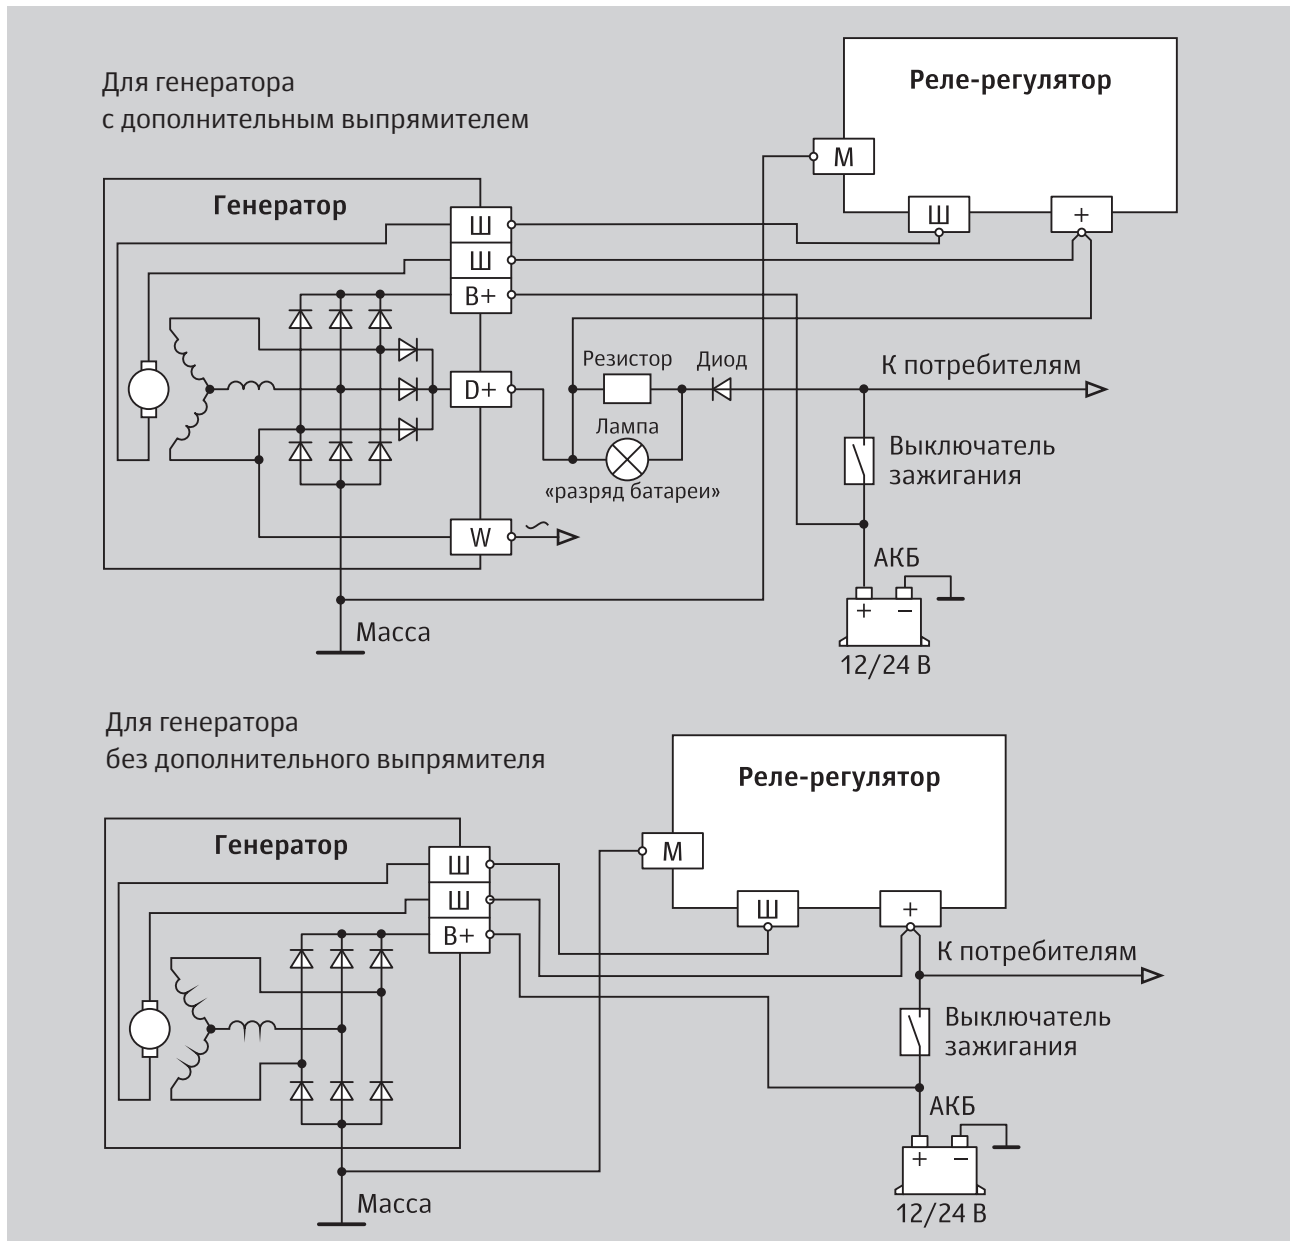 Для генератора
с дополнительным выпрямителем
Реле-регулятор
М
Ш
+
Генератор
Ш
Ш
B+
D+
W
Резистор
Диод
Лампа
«разряд батареи»
К потребителям
Выключатель
зажигания
АКБ
+ −
12/24 В
Масса
Для генератора
без дополнительного выпрямителя
Реле-регулятор
М
Ш
+
Генератор
Ш
Ш
B+
К потребителям
Выключатель
зажигания
АКБ
+ −
12/24 В
Масса